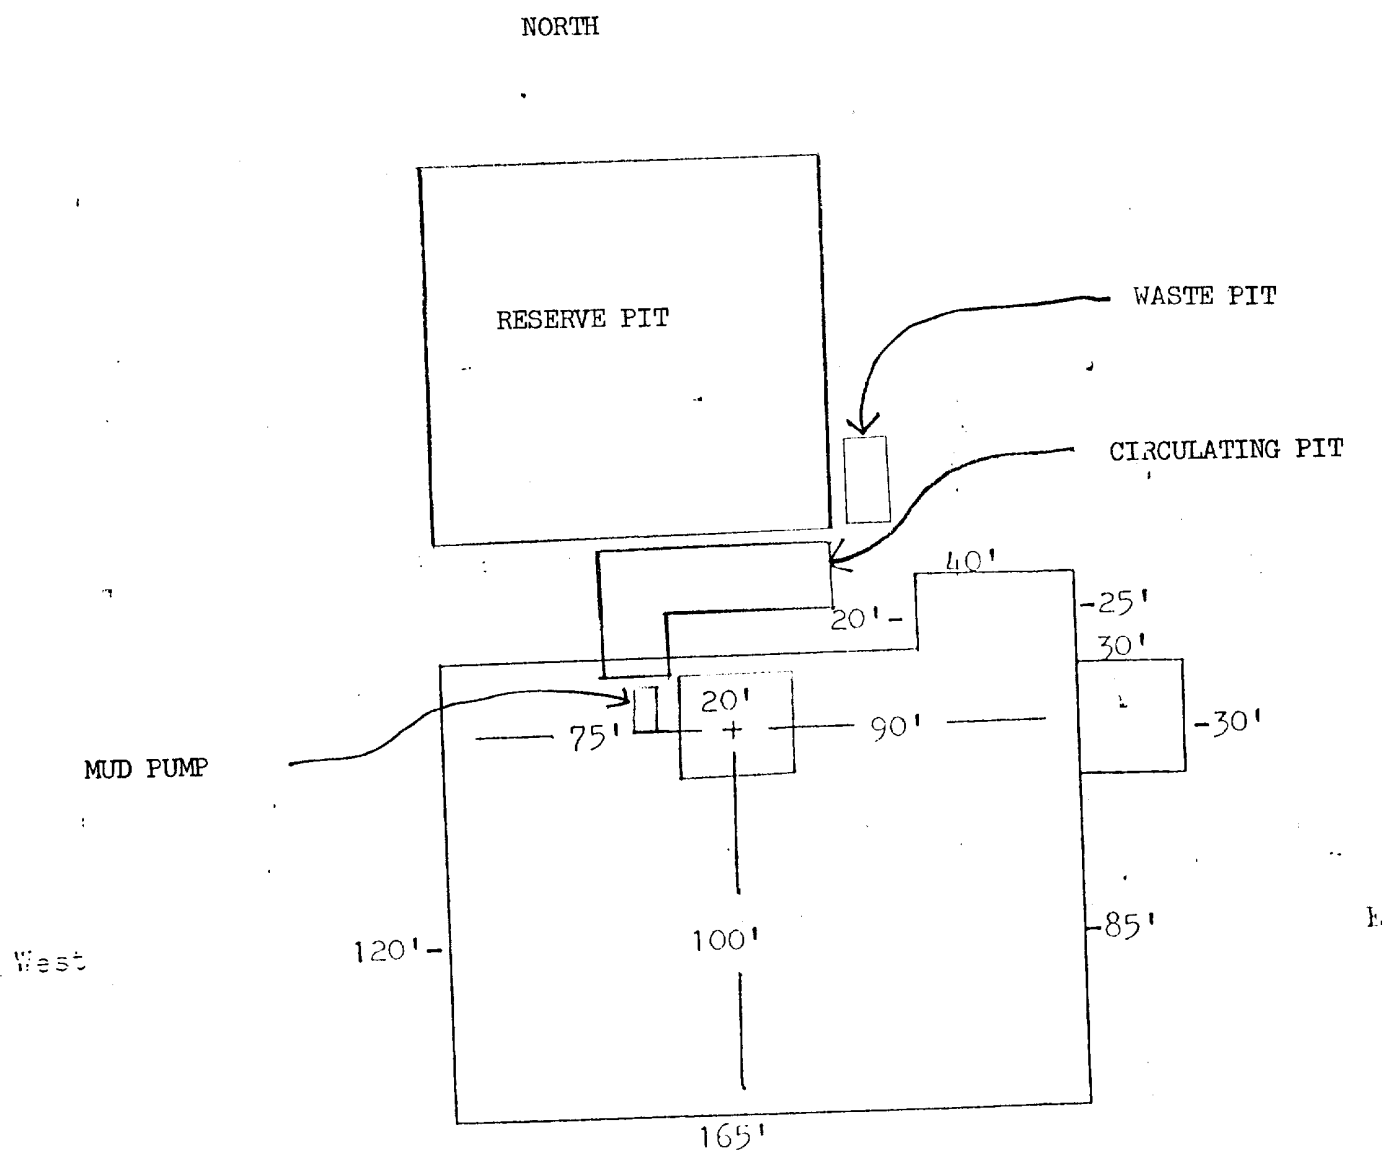 NORTH
RESERVE PIT
WASTE PIT
CIRCULATING PIT
40'
20'-
-25'
30'
20'
75'
90'
-30'
MUD PUMP
120'-
100'
-85'
West
165'